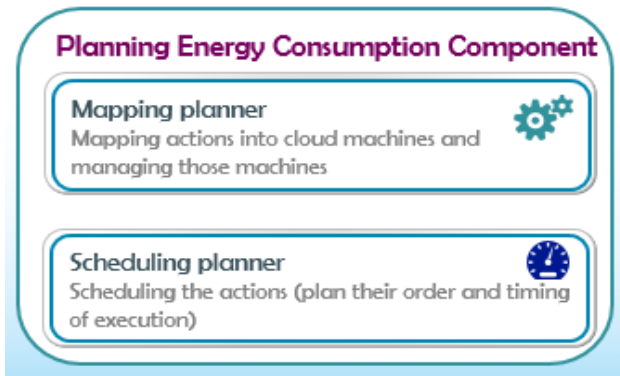 Planning Energy Consumption Component
Mapping planner
Mapping actions into cloud machines and
managing those machines
Scheduling planner
Scheduling the actions (plan their order and timing
of execution)